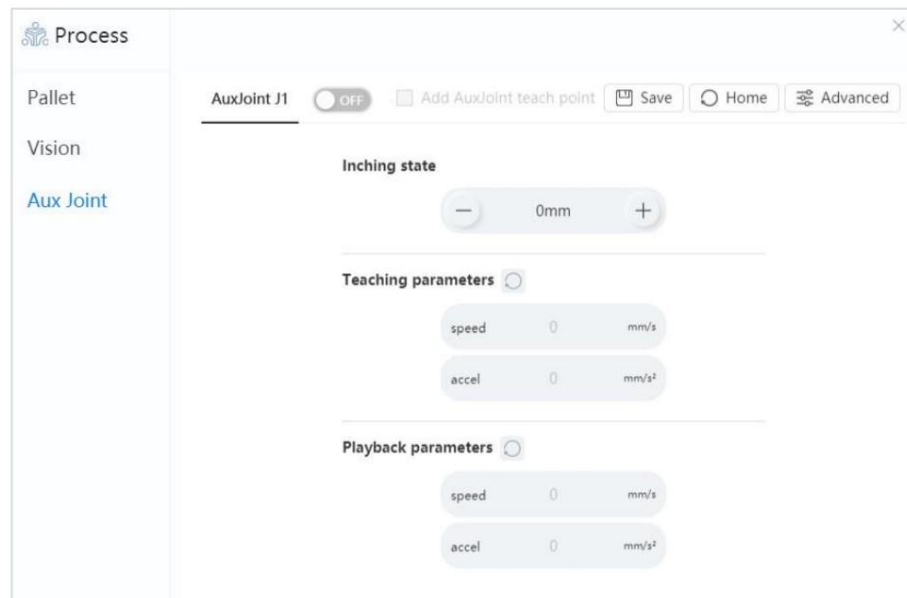 Process
Pallet
Vision
Aux Joint
AuxJoint J1 OFF Add AuxJoint teach point Save Home Advanced
Inching state
0mm
Teaching parameters
speed 0 mm/s
accel 0 mm/s²
Playback parameters
speed 0 mm/s
accel 0 mm/s²